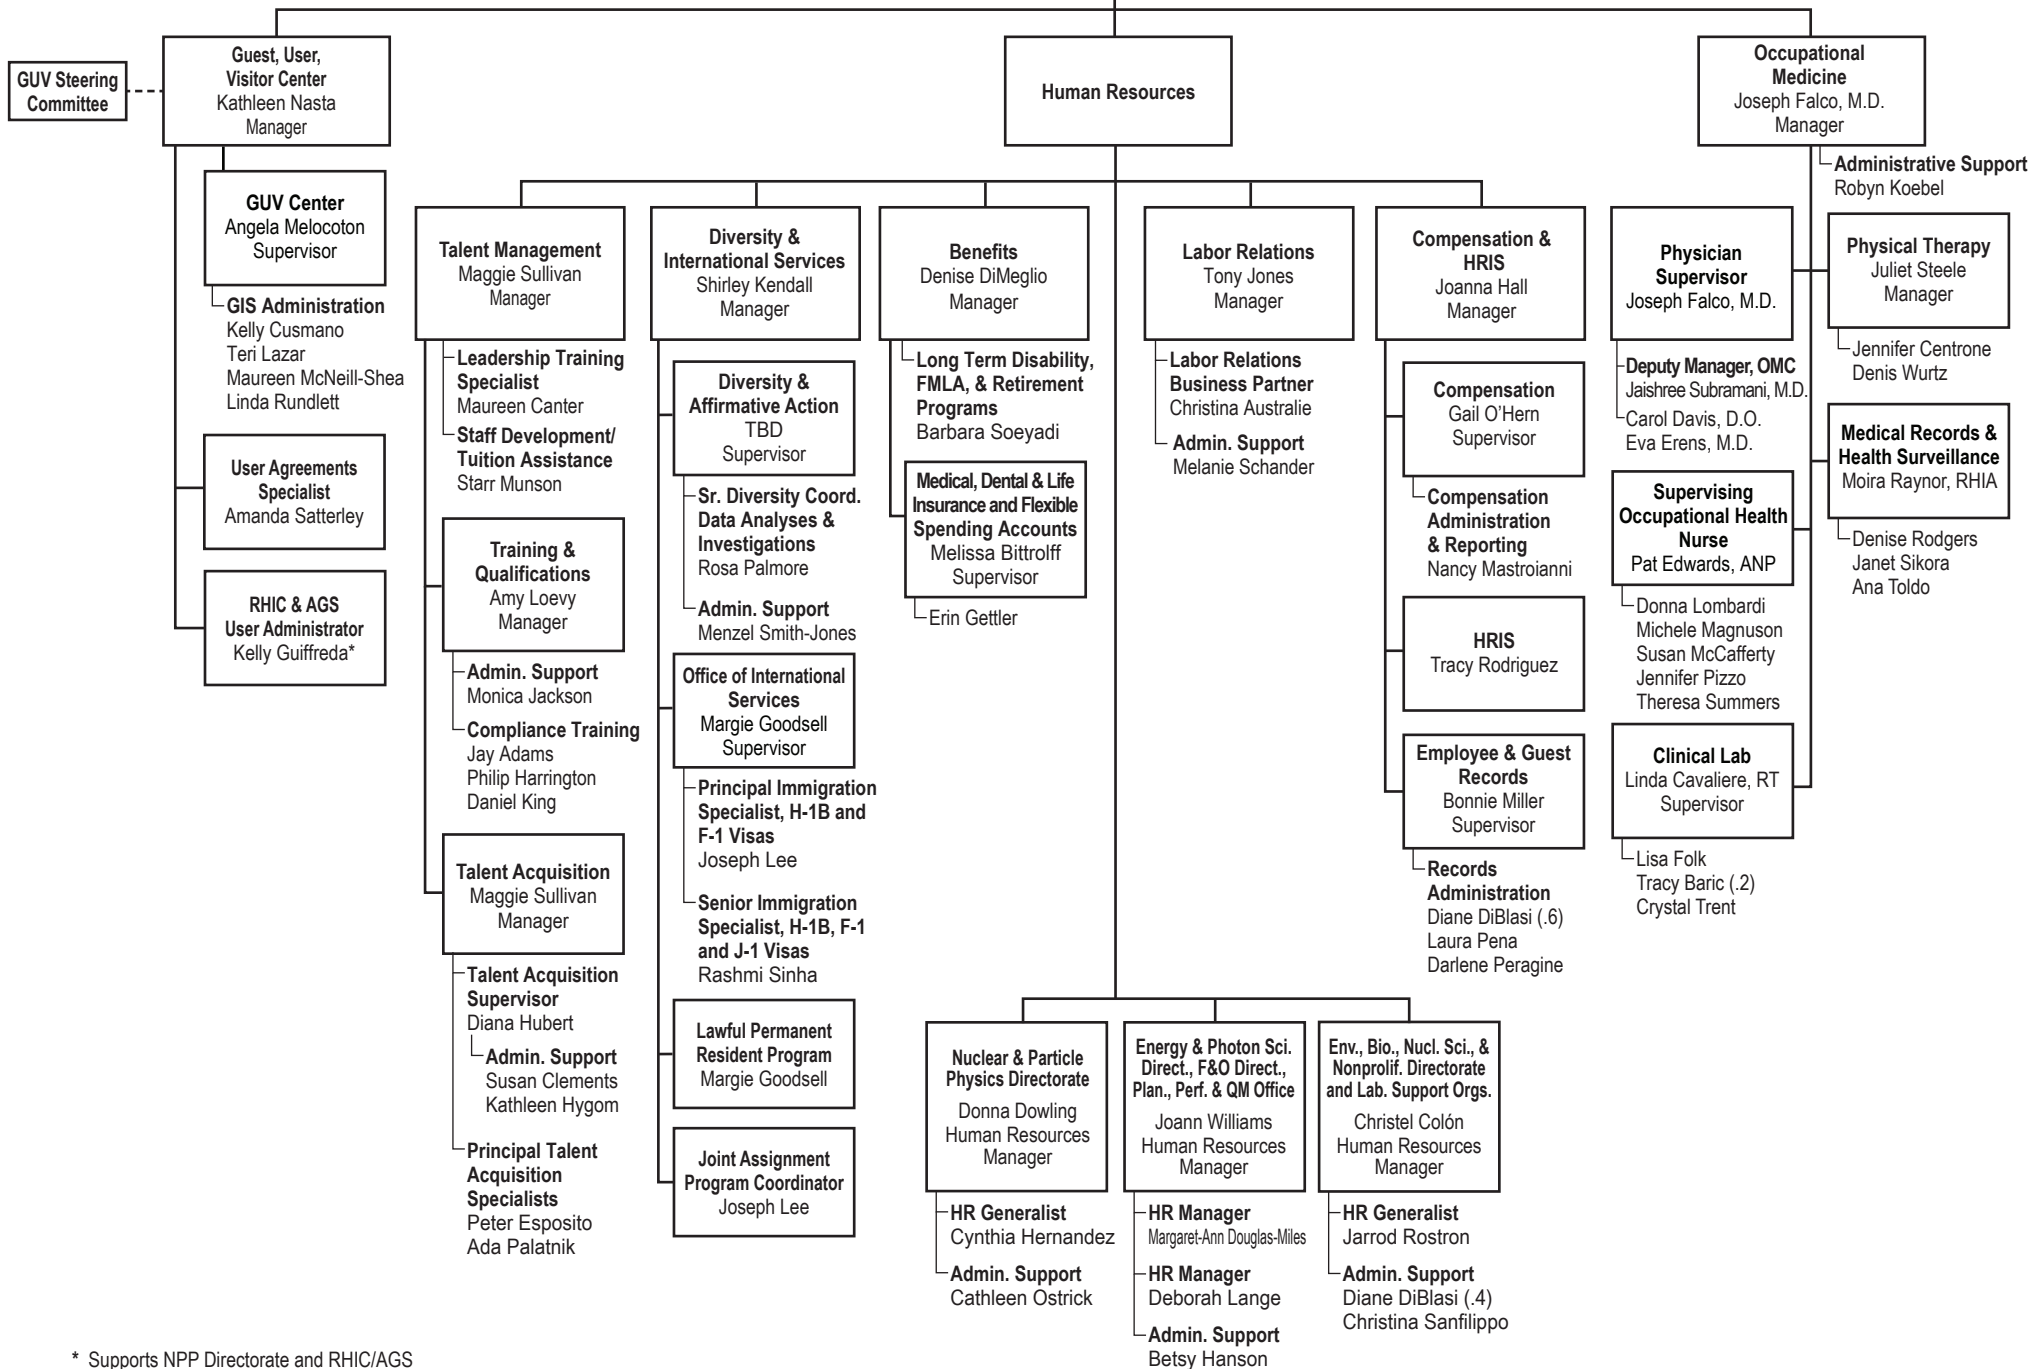 GUV Steering
Committee
Guest, User,
Visitor Center
Kathleen Nasta
Manager
GUV Center
Angela Melocoton
Supervisor
GIS Administration
Kelly Cusmano
Teri Lazar
Maureen McNeill-Shea
Linda Rundlett
User Agreements
Specialist
Amanda Satterley
RHIC & AGS
User Administrator
Kelly Guiffreda*
Human Resources
Talent Management
Maggie Sullivan
Manager
Leadership Training
Specialist
Maureen Canter
Staff Development/
Tuition Assistance
Starr Munson
Training &
Qualifications
Amy Loevy
Manager
Admin. Support
Monica Jackson
Compliance Training
Jay Adams
Philip Harrington
Daniel King
Talent Acquisition
Maggie Sullivan
Manager
Talent Acquisition
Supervisor
Diana Hubert
Admin. Support
Susan Clements
Kathleen Hygom
Principal Talent
Acquisition
Specialists
Peter Esposito
Ada Palatnik
Diversity &
International Services
Shirley Kendall
Manager
Diversity &
Affirmative Action
TBD
Supervisor
Sr. Diversity Coord.
Data Analyses &
Investigations
Rosa Palmore
Admin. Support
Menzel Smith-Jones
Office of International
Services
Margie Goodsell
Supervisor
Principal Immigration
Specialist, H-1B and
F-1 Visas
Joseph Lee
Senior Immigration
Specialist, H-1B, F-1
and J-1 Visas
Rashmi Sinha
Lawful Permanent
Resident Program
Margie Goodsell
Joint Assignment
Program Coordinator
Joseph Lee
Benefits
Denise DiMeglio
Manager
Long Term Disability,
FMLA, & Retirement
Programs
Barbara Soeyadi
Medical, Dental & Life
Insurance and Flexible
Spending Accounts
Melissa Bittrolff
Supervisor
Erin Gettler
Labor Relations
Tony Jones
Manager
Labor Relations
Business Partner
Christina Australie
Admin. Support
Melanie Schander
Compensation &
HRIS
Joanna Hall
Manager
Compensation
Gail O'Hern
Supervisor
Compensation
Administration
& Reporting
Nancy Mastroianni
HRIS
Tracy Rodriguez
Employee & Guest
Records
Bonnie Miller
Supervisor
Records
Administration
Diane DiBlasi (.6)
Laura Pena
Darlene Peragine
Nuclear & Particle
Physics Directorate
Donna Dowling
Human Resources
Manager
HR Generalist
Cynthia Hernandez
Admin. Support
Cathleen Ostrick
Energy & Photon Sci.
Direct., F&O Direct.,
Plan., Perf. & QM Office
Joann Williams
Human Resources
Manager
HR Manager
Margaret-Ann Douglas-Miles
HR Manager
Deborah Lange
Admin. Support
Betsy Hanson
Env., Bio., Nucl. Sci., &
Nonprolif. Directorate
and Lab. Support Orgs.
Christel Colón
Human Resources
Manager
HR Generalist
Jarrod Rostron
Admin. Support
Diane DiBlasi (.4)
Christina Sanfilippo
Occupational
Medicine
Joseph Falco, M.D.
Manager
Administrative Support
Robyn Koebel
Physician
Supervisor
Joseph Falco, M.D.
Deputy Manager, OMC
Jaishree Subramani, M.D.
Carol Davis, D.O.
Eva Erens, M.D.
Supervising
Occupational Health
Nurse
Pat Edwards, ANP
Donna Lombardi
Michele Magnuson
Susan McCafferty
Jennifer Pizzo
Theresa Summers
Clinical Lab
Linda Cavaliere, RT
Supervisor
Lisa Folk
Tracy Baric (.2)
Crystal Trent
Physical Therapy
Juliet Steele
Manager
Jennifer Centrone
Denis Wurtz
Medical Records &
Health Surveillance
Moira Raynor, RHIA
Denise Rodgers
Janet Sikora
Ana Toldo
* Supports NPP Directorate and RHIC/AGS